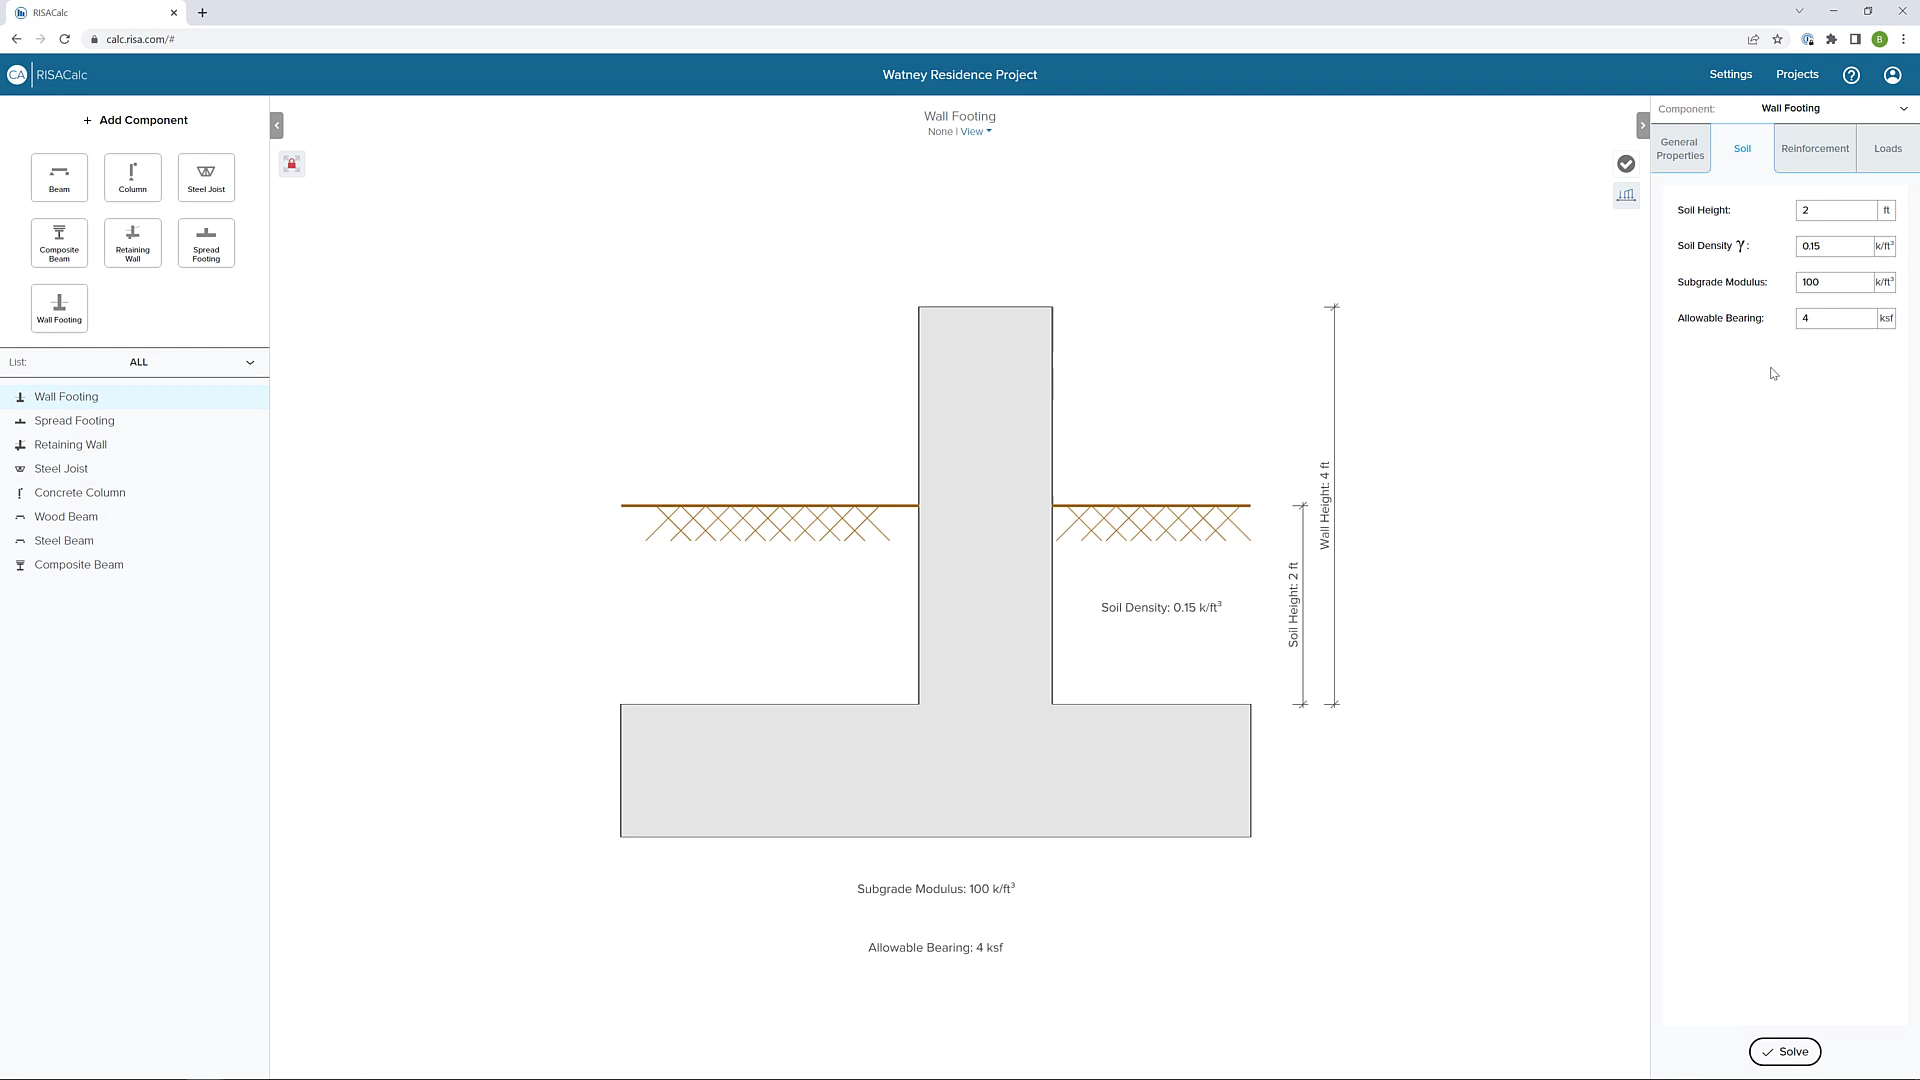 RISACalc
calc.risa.com/#
B
CA RISACalc
Watney Residence Project
Settings
Projects
+ Add Component
Beam
Column
Steel Joist
Composite
Beam
Retaining
Wall
Spread
Footing
Wall Footing
List:
ALL
Wall Footing
Spread Footing
Retaining Wall
Steel Joist
Concrete Column
Wood Beam
Steel Beam
Composite Beam
Wall Footing
None | View
Wall Height: 4 ft
Soil Height: 2 ft
Soil Density: 0.15 k/ft³
Subgrade Modulus: 100 k/ft³
Allowable Bearing: 4 ksf
Component:
Wall Footing
General
Properties
Soil
Reinforcement
Loads
Soil Height: 2 ft
Soil Density γ: 0.15 k/ft³
Subgrade Modulus: 100 k/ft³
Allowable Bearing: 4 ksf
Solve